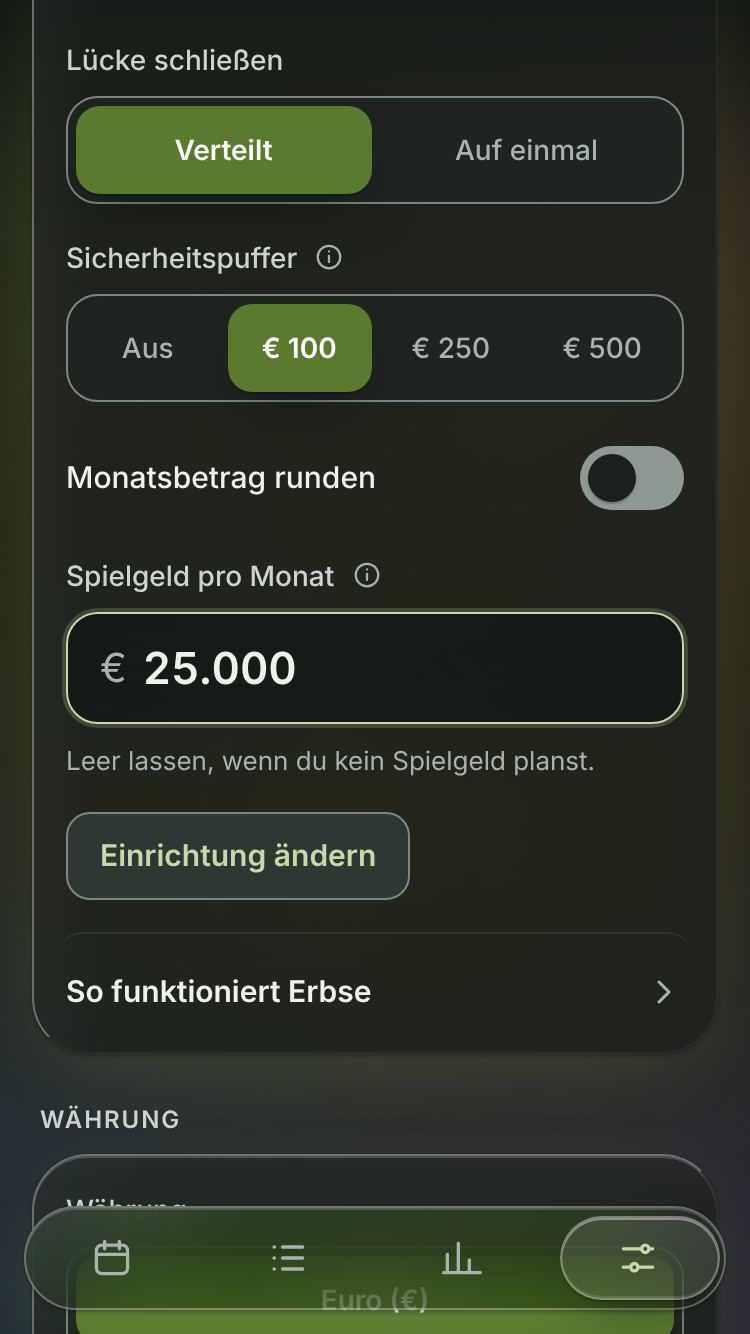 Lücke schließen
Verteilt
Auf einmal
Sicherheitspuffer
Aus
€ 100
€ 250
€ 500
Monatsbetrag runden
Spielgeld pro Monat
€ 25.000
Leer lassen, wenn du kein Spielgeld planst.
Einrichtung ändern
So funktioniert Erbse
WÄHRUNG
Währung
Euro (€)